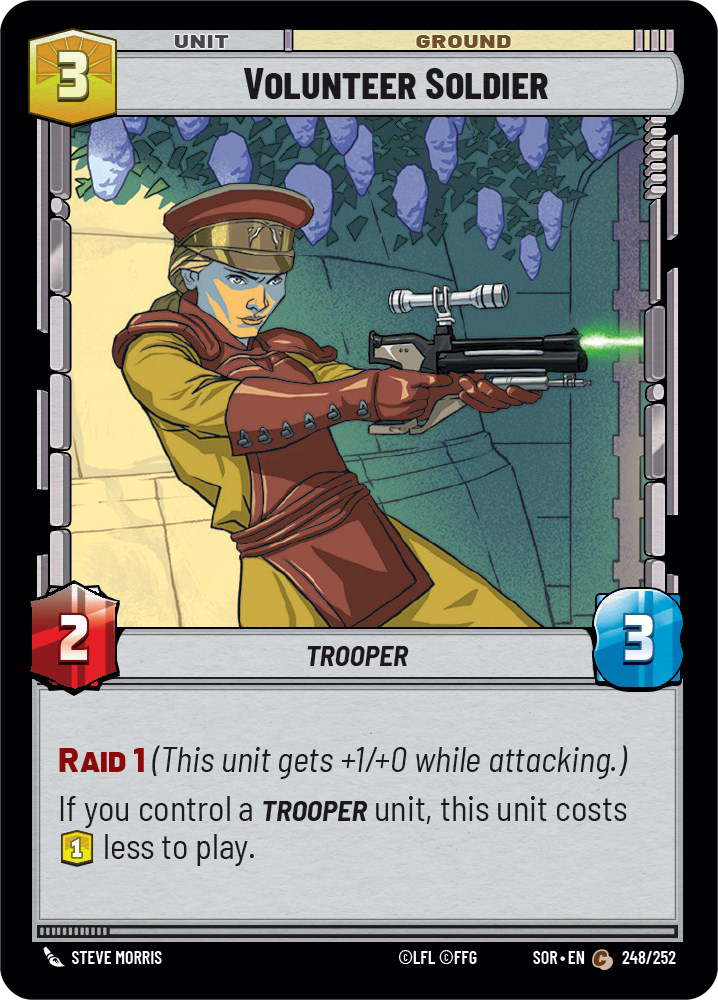 UNIT
GROUND
3
VOLUNTEER SOLDIER
2
TROOPER
3
RAID 1 (This unit gets +1/+0 while attacking.)
If you control a TROOPER unit, this unit costs
1 less to play.
STEVE MORRIS
©LFL ©FFG
SOR • EN C 248/252